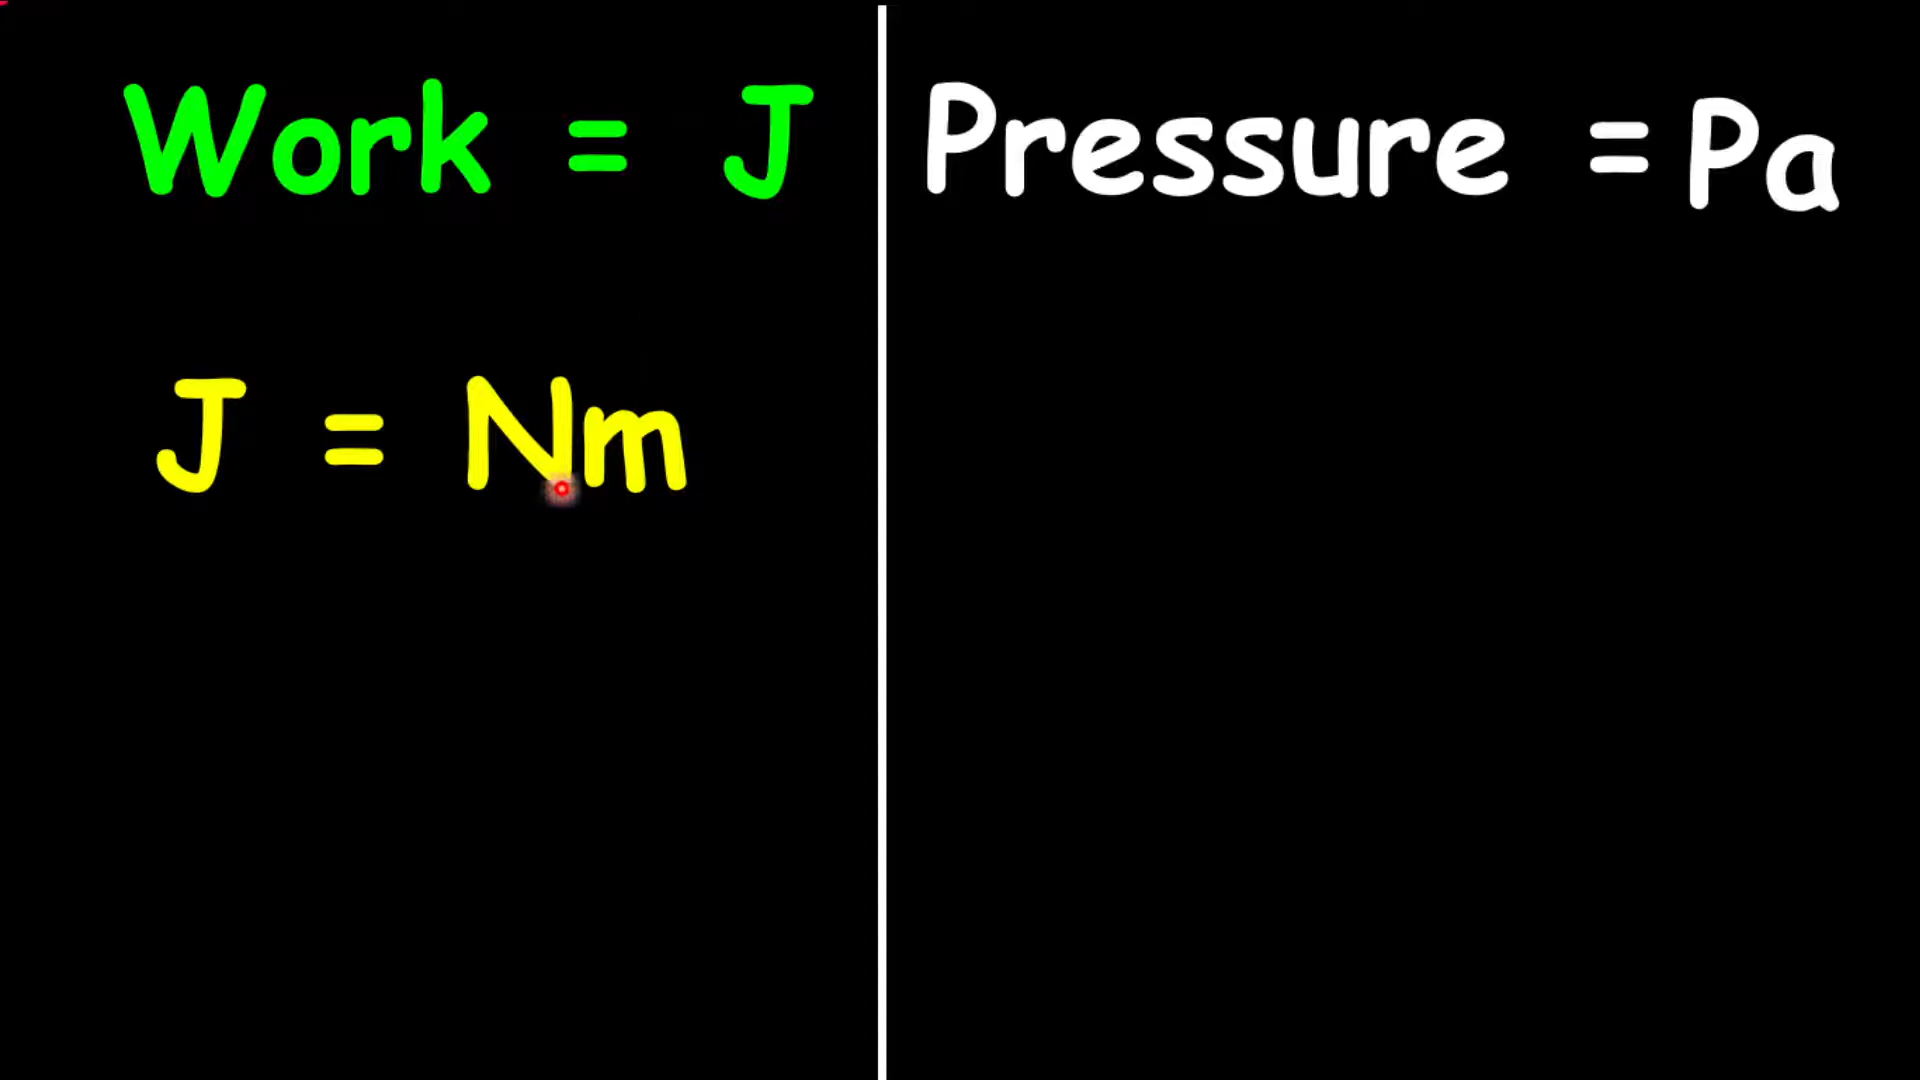 Work = J
J = Nm
Pressure = Pa